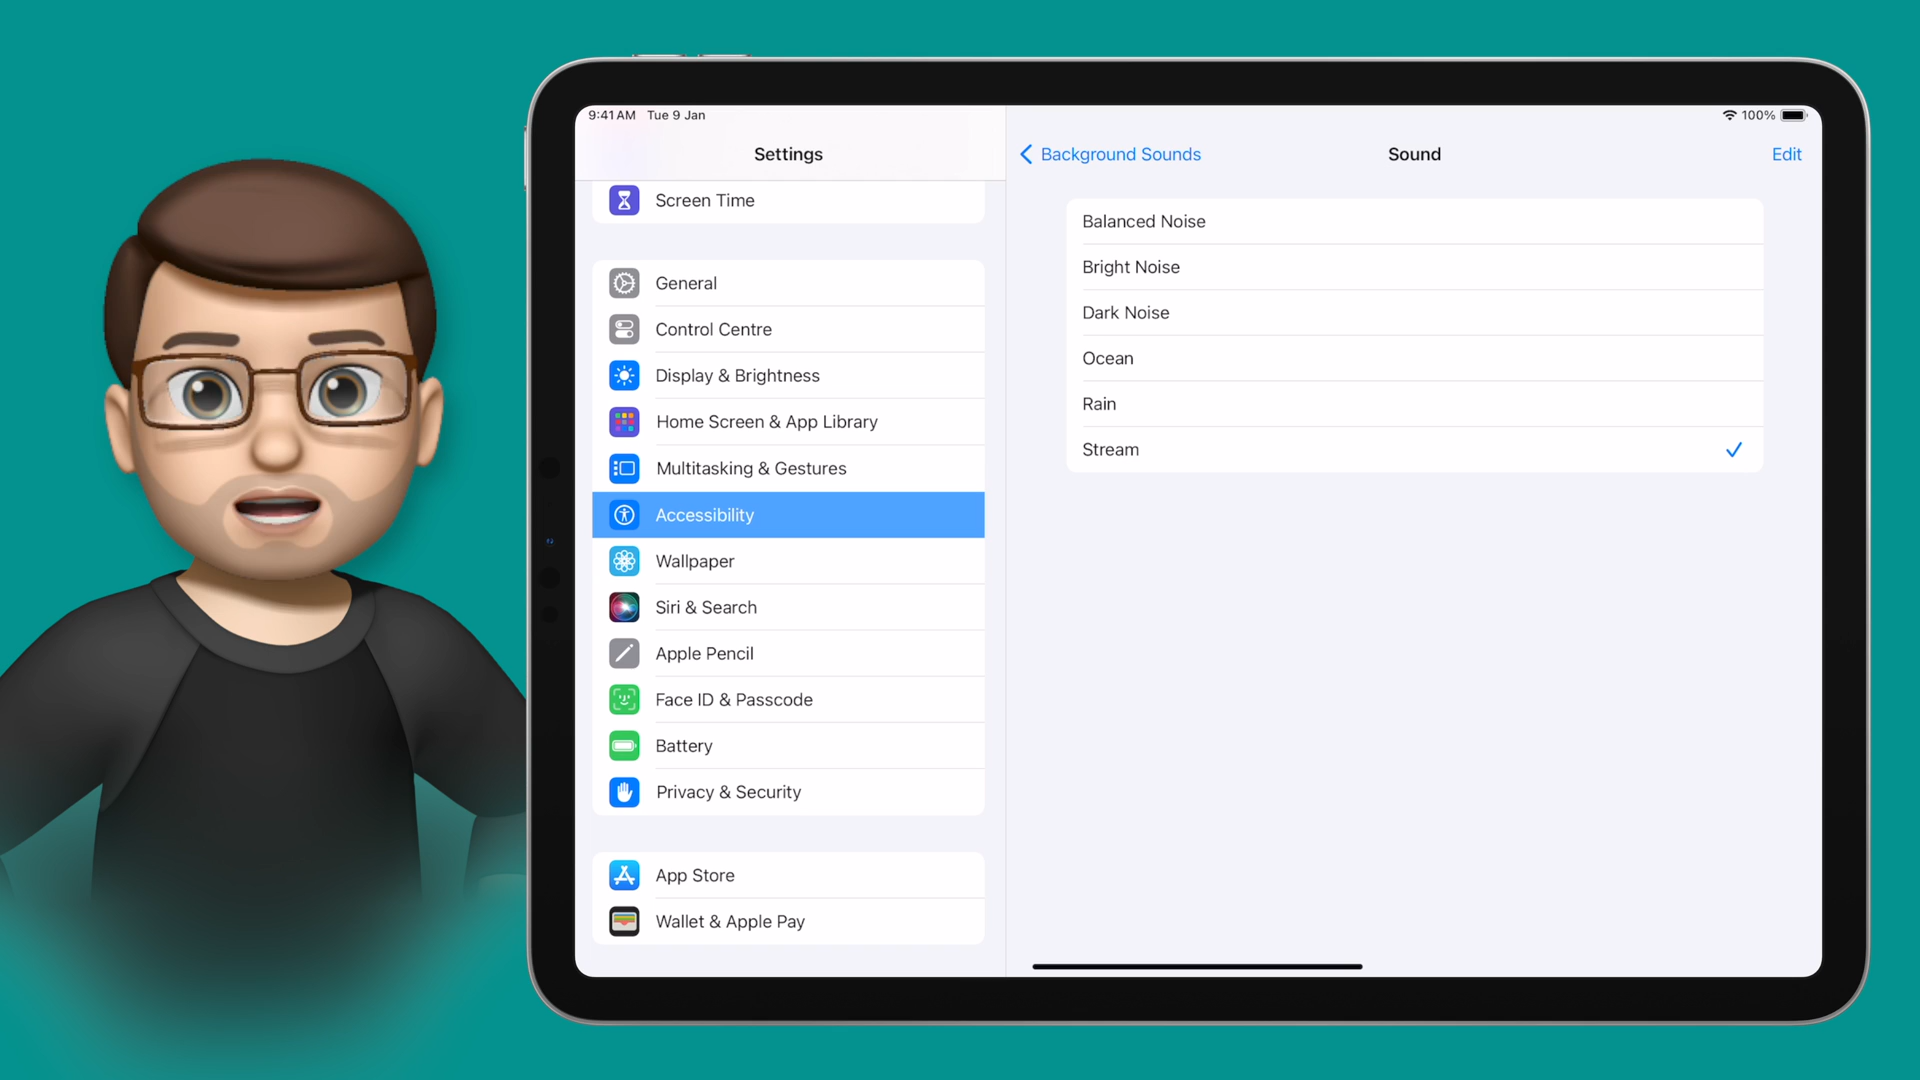 9:41 AM Tue 9 Jan
100%
Settings
Screen Time
General
Control Centre
Display & Brightness
Home Screen & App Library
Multitasking & Gestures
Accessibility
Wallpaper
Siri & Search
Apple Pencil
Face ID & Passcode
Battery
Privacy & Security
App Store
Wallet & Apple Pay
Background Sounds
Sound
Edit
Balanced Noise
Bright Noise
Dark Noise
Ocean
Rain
Stream